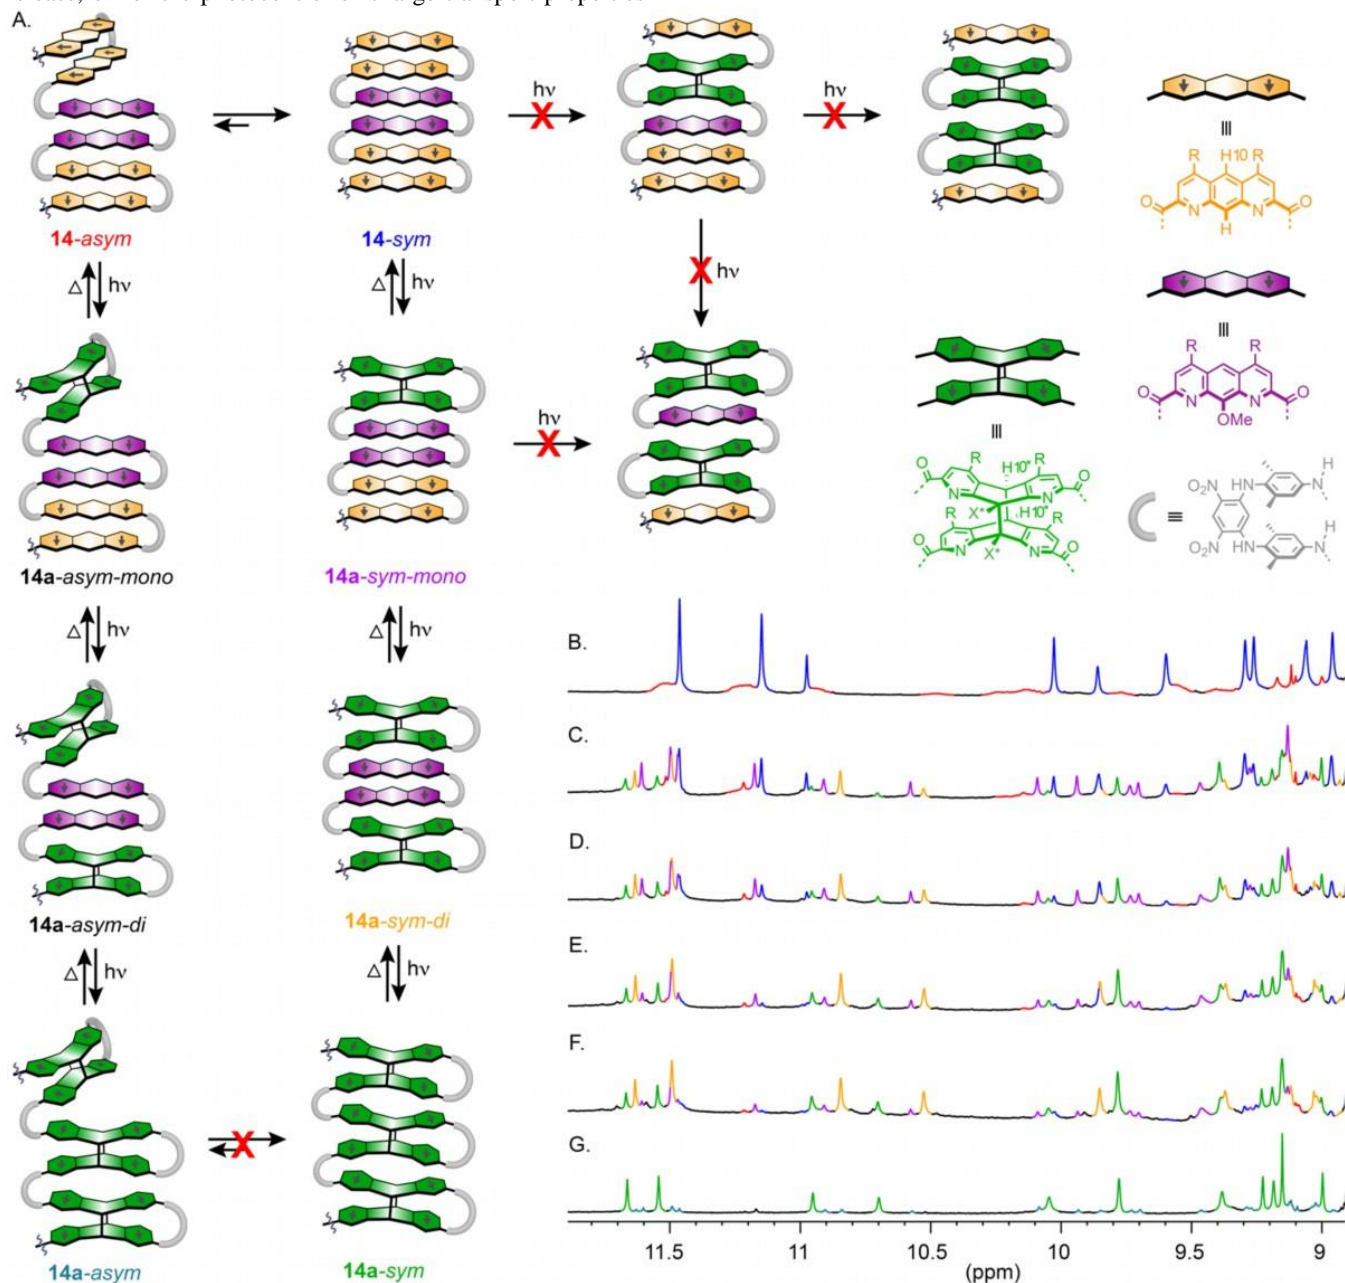 A.
hν
hν
14-asym
14-sym
△ hν
△ hν
hν
hν
14a-asym-mono
14a-sym-mono
△ hν
△ hν
14a-asym-di
14a-sym-di
△ hν
△ hν
14a-asym
14a-sym
R H10 R
O N N O
H
R R
O N N O
OMe
R H10* R
O N N O
X* H10*
R R
O N N O
X*
H
O₂N HN N
O₂N HN N
H
B.
C.
D.
E.
F.
G.
11.5 11 10.5 10 9.5 9
(ppm)